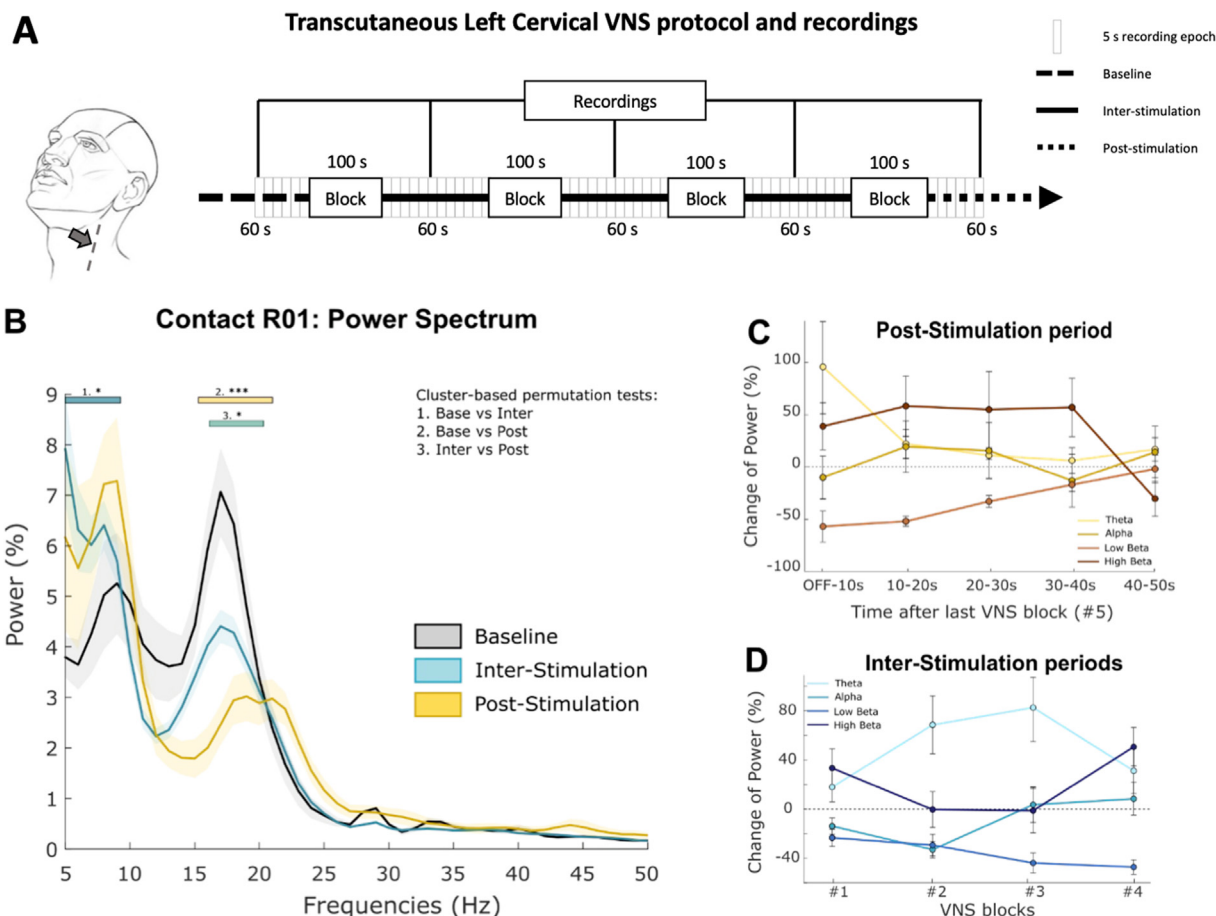 A
Transcutaneous Left Cervical VNS protocol and recordings
5 s recording epoch
Baseline
Inter-stimulation
Post-stimulation
Recordings
100 s 100 s 100 s 100 s
Block Block Block Block
60 s 60 s 60 s 60 s 60 s
B
Contact R01: Power Spectrum
1. *
2. ***
3. *
Cluster-based permutation tests:
1. Base vs Inter
2. Base vs Post
3. Inter vs Post
Power (%)
9
8
7
6
5
4
3
2
1
0
Baseline
Inter-Stimulation
Post-Stimulation
5 10 15 20 25 30 35 40 45 50
Frequencies (Hz)
C
Post-Stimulation period
Change of Power (%)
100
50
0
-50
-100
Theta
Alpha
Low Beta
High Beta
OFF-10s 10-20s 20-30s 30-40s 40-50s
Time after last VNS block (#5)
D
Inter-Stimulation periods
Theta
Alpha
Low Beta
High Beta
Change of Power (%)
80
40
0
-40
#1 #2 #3 #4
VNS blocks